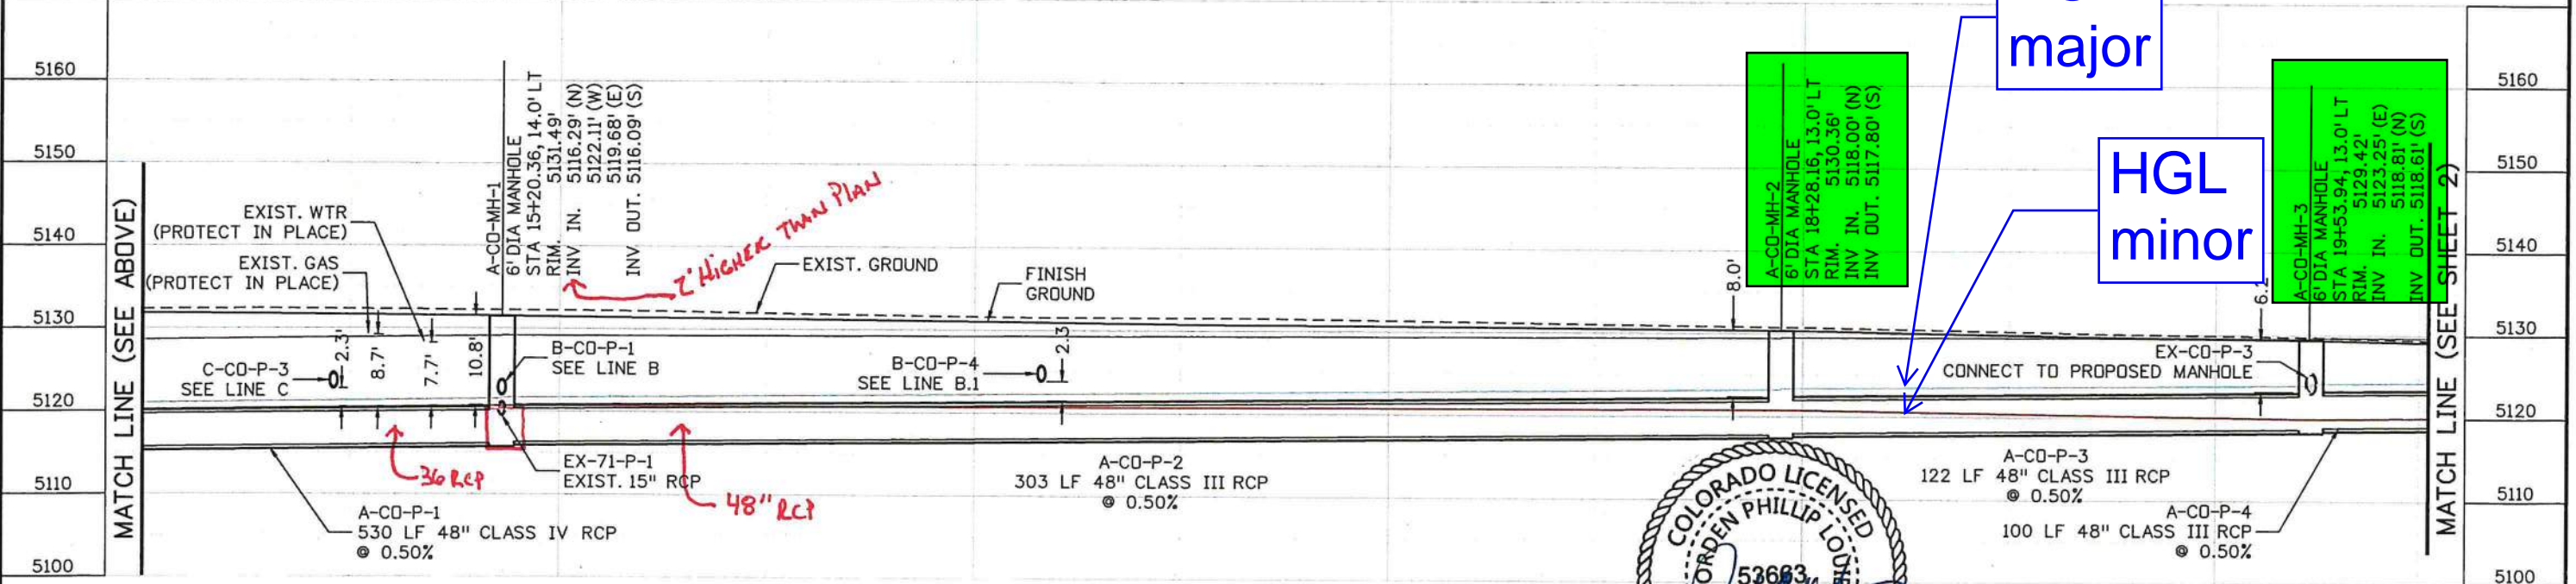 5160
5150
5140
5130
5120
5110
5100
MATCH LINE (SEE ABOVE)
EXIST. WTR
(PROTECT IN PLACE)
EXIST. GAS
(PROTECT IN PLACE)
C-CO-P-3
SEE LINE C
2.3'
8.7'
7.7'
10.8'
A-CO-MH-1
6' DIA MANHOLE
STA 15+20.36, 14.0' LT
RIM. 5131.49'
INV IN. 5116.29' (N)
5122.11' (W)
5119.68' (E)
INV OUT. 5116.09' (S)
2' HIGHER THAN PLAN
EXIST. GROUND
FINISH
GROUND
B-CO-P-1
SEE LINE B
B-CO-P-4
SEE LINE B.1
2.3'
36 RCP
EX-71-P-1
EXIST. 15" RCP
48" RCP
A-CO-P-1
530 LF 48" CLASS IV RCP
@ 0.50%
A-CO-P-2
303 LF 48" CLASS III RCP
@ 0.50%
8.0'
A-CO-MH-2
6' DIA MANHOLE
STA 18+28.16, 13.0' LT
RIM. 5130.36'
INV IN. 5118.00' (N)
INV OUT. 5117.80' (S)
major
HGL
minor
A-CO-MH-3
6' DIA MANHOLE
STA 19+53.94, 13.0' LT
RIM. 5129.42'
INV IN. 5123.25' (E)
5118.81' (N)
INV OUT. 5118.61' (S)
EX-CO-P-3
CONNECT TO PROPOSED MANHOLE
A-CO-P-3
122 LF 48" CLASS III RCP
@ 0.50%
A-CO-P-4
100 LF 48" CLASS III RCP
@ 0.50%
COLORADO LICENSED
PHILLIP
53663
MATCH LINE (SEE SHEET 2)
5160
5150
5140
5130
5120
5110
5100